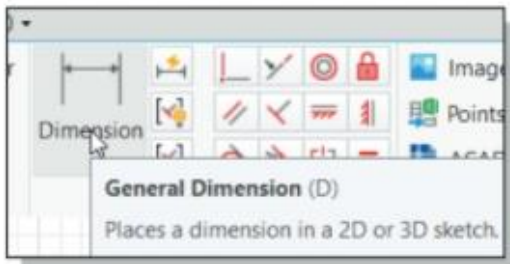 Image
Points
Dimension
General Dimension (D)
Places a dimension in a 2D or 3D sketch.